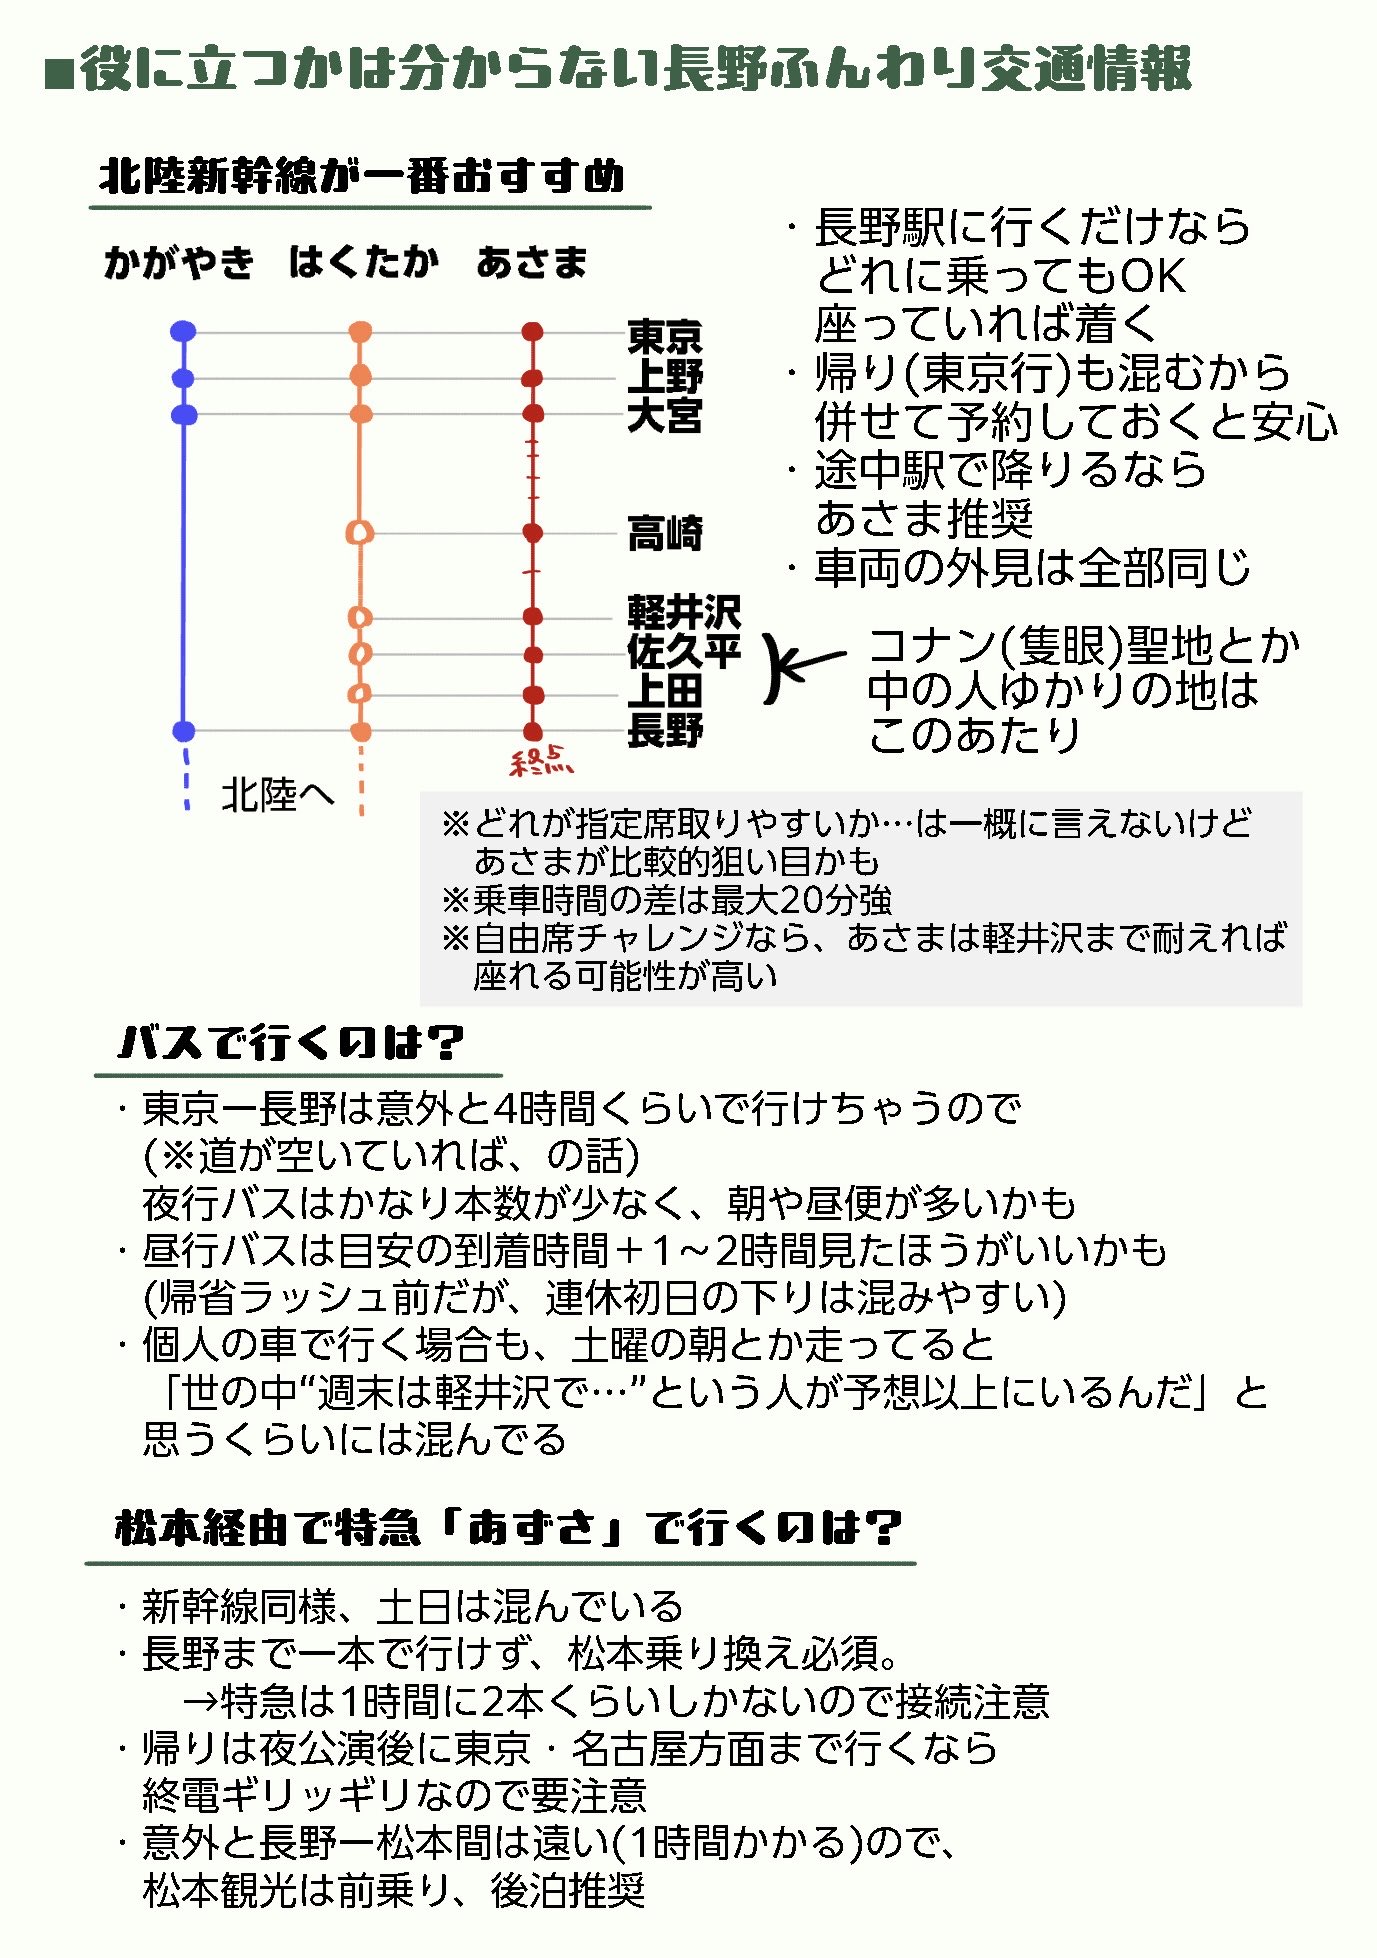 ■役に立つかは分からない長野ふんわり交通情報
北陸新幹線が一番おすすめ
かがやき はくたか あさま
東京
上野
大宮
高崎
軽井沢
佐久平
上田
長野
終点
北陸へ
・長野駅に行くだけなら
どれに乗ってもOK
座っていれば着く
・帰り(東京行)も混むから
併せて予約しておくと安心
・途中駅で降りるなら
あさま推奨
・車両の外見は全部同じ
コナン(隻眼)聖地とか
中の人ゆかりの地は
このあたり
※どれが指定席取りやすいか…は一概に言えないけど
あさまが比較的狙い目かも
※乗車時間の差は最大20分強
※自由席チャレンジなら、あさまは軽井沢まで耐えれば
座れる可能性が高い
バスで行くのは?
・東京ー長野は意外と4時間くらいで行けちゃうので
(※道が空いていれば、の話)
夜行バスはかなり本数が少なく、朝や昼便が多いかも
・昼行バスは目安の到着時間＋1～2時間見たほうがいいかも
(帰省ラッシュ前だが、連休初日の下りは混みやすい)
・個人の車で行く場合も、土曜の朝とか走ってると
「世の中“週末は軽井沢で…”という人が予想以上にいるんだ」と
思うくらいには混んでる
松本経由で特急「あずさ」で行くのは?
・新幹線同様、土日は混んでいる
・長野まで一本で行けず、松本乗り換え必須。
→特急は1時間に2本くらいしかないので接続注意
・帰りは夜公演後に東京・名古屋方面まで行くなら
終電ギリッギリなので要注意
・意外と長野ー松本間は遠い(1時間かかる)ので、
松本観光は前乗り、後泊推奨